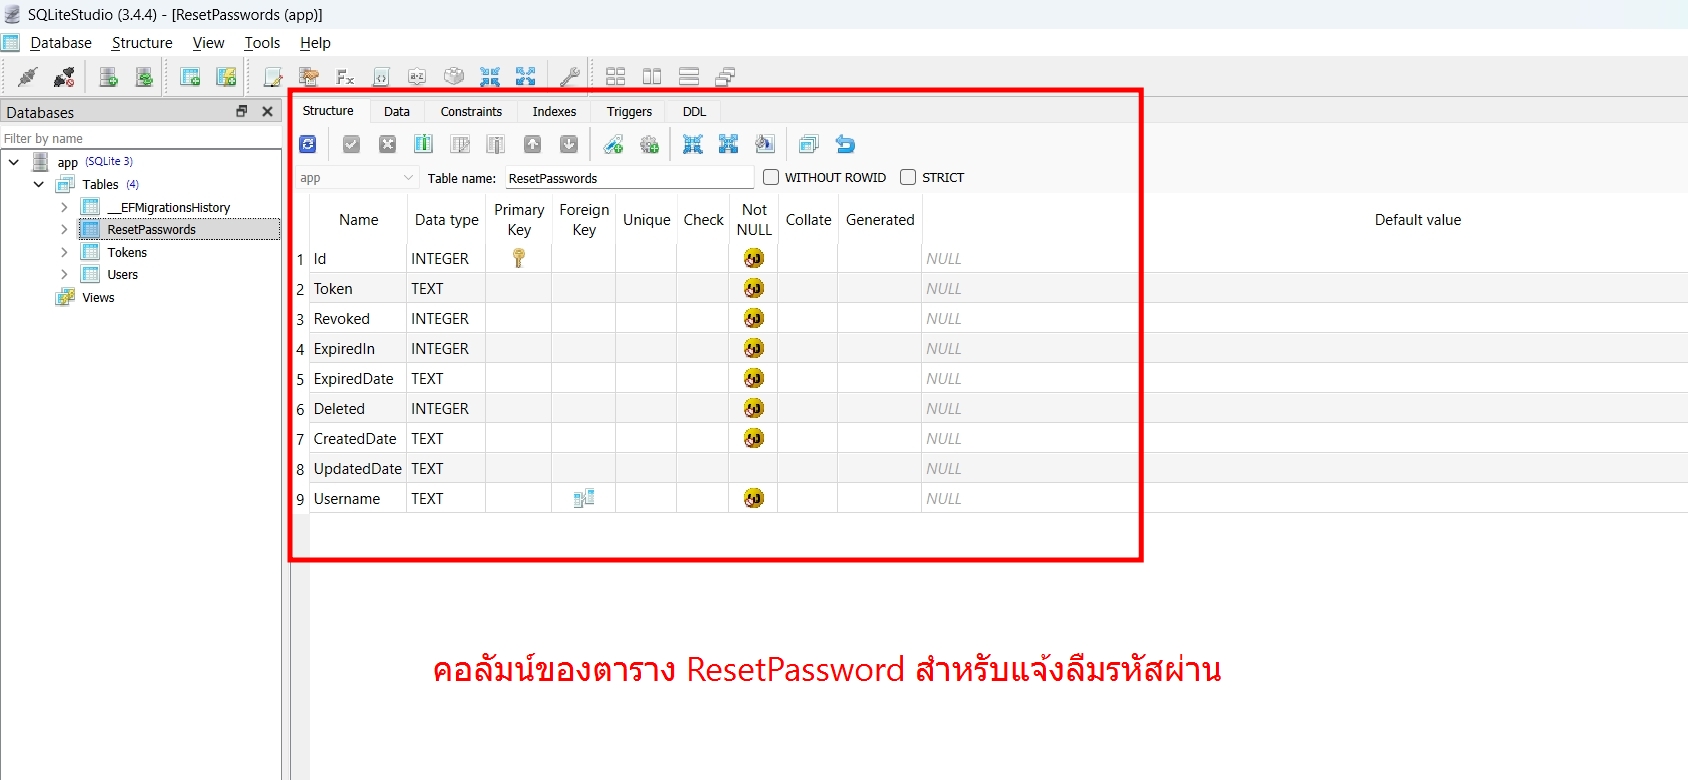 SQLiteStudio (3.4.4) - [ResetPasswords (app)]
Database Structure View Tools Help
Databases
Filter by name
app (SQLite 3)
Tables (4)
__EFMigrationsHistory
ResetPasswords
Tokens
Users
Views
Structure Data Constraints Indexes Triggers DDL
app Table name: ResetPasswords WITHOUT ROWID STRICT
Name Data type Primary Key Foreign Key Unique Check Not NULL Collate Generated Default value
1 Id INTEGER NULL
2 Token TEXT NULL
3 Revoked INTEGER NULL
4 ExpiredIn INTEGER NULL
5 ExpiredDate TEXT NULL
6 Deleted INTEGER NULL
7 CreatedDate TEXT NULL
8 UpdatedDate TEXT NULL
9 Username TEXT NULL
คอลัมน์ของตาราง ResetPassword สำหรับแจ้งลืมรหัสผ่าน